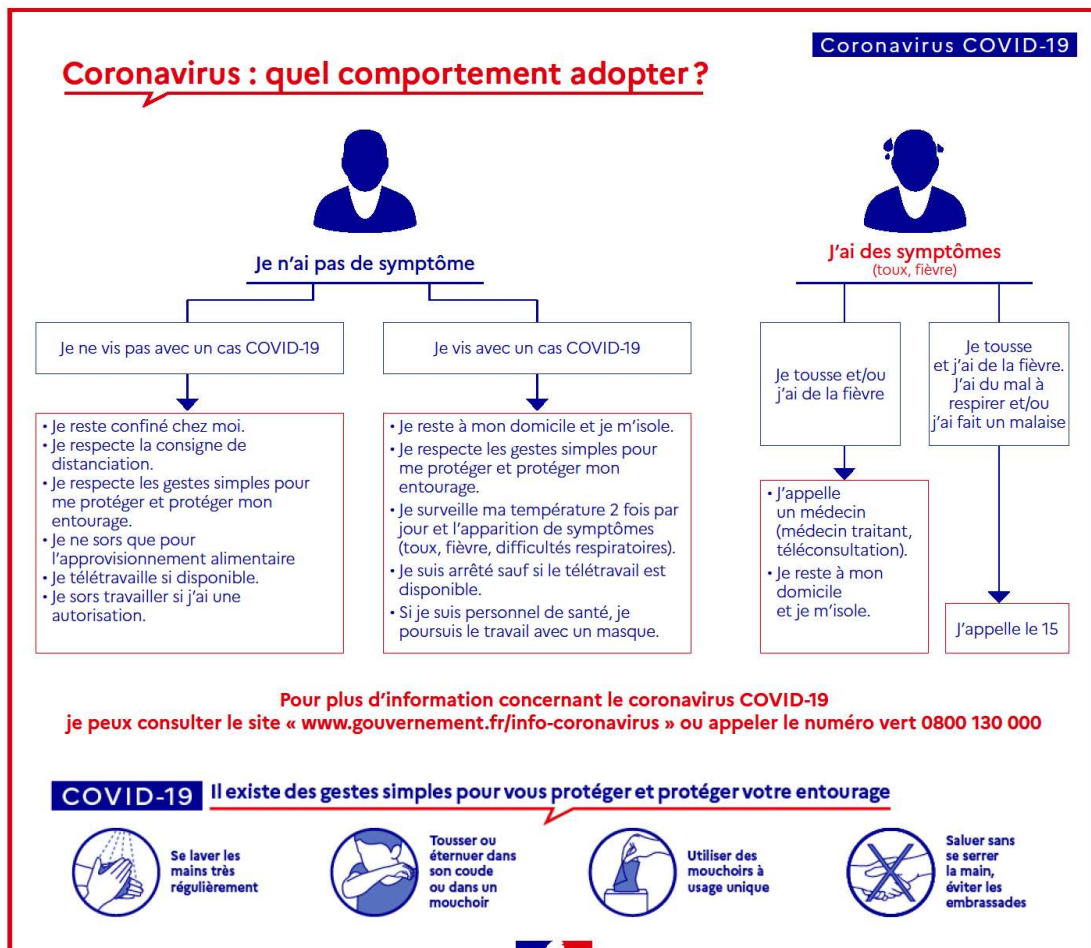 Coronavirus COVID-19
Coronavirus : quel comportement adopter ?
Je n’ai pas de symptôme
Je ne vis pas avec un cas COVID-19
• Je reste confiné chez moi.
• Je respecte la consigne de
distanciation.
• Je respecte les gestes simples pour
me protéger et protéger mon
entourage.
• Je ne sors que pour
l’approvisionnement alimentaire
• Je télétravaille si disponible.
• Je sors travailler si j’ai une
autorisation.
Je vis avec un cas COVID-19
• Je reste à mon domicile et je m’isole.
• Je respecte les gestes simples pour
me protéger et protéger mon
entourage.
• Je surveille ma température 2 fois par
jour et l’apparition de symptômes
(toux, fièvre, difficultés respiratoires).
• Je suis arrêté sauf si le télétravail est
disponible.
• Si je suis personnel de santé, je
poursuis le travail avec un masque.
J’ai des symptômes
(toux, fièvre)
Je tousse et/ou
j’ai de la fièvre
• J’appelle
un médecin
(médecin traitant,
téléconsultation).
• Je reste à mon
domicile
et je m’isole.
Je tousse
et j’ai de la fièvre.
J’ai du mal à
respirer et/ou
j’ai fait un malaise
J’appelle le 15
Pour plus d’information concernant le coronavirus COVID-19
je peux consulter le site « www.gouvernement.fr/info-coronavirus » ou appeler le numéro vert 0800 130 000
COVID-19 Il existe des gestes simples pour vous protéger et protéger votre entourage
Se laver les
mains très
régulièrement
Tousser ou
éternuer dans
son coude
ou dans un
mouchoir
Utiliser des
mouchoirs à
usage unique
Saluer sans
se serrer
la main,
éviter les
embrassades